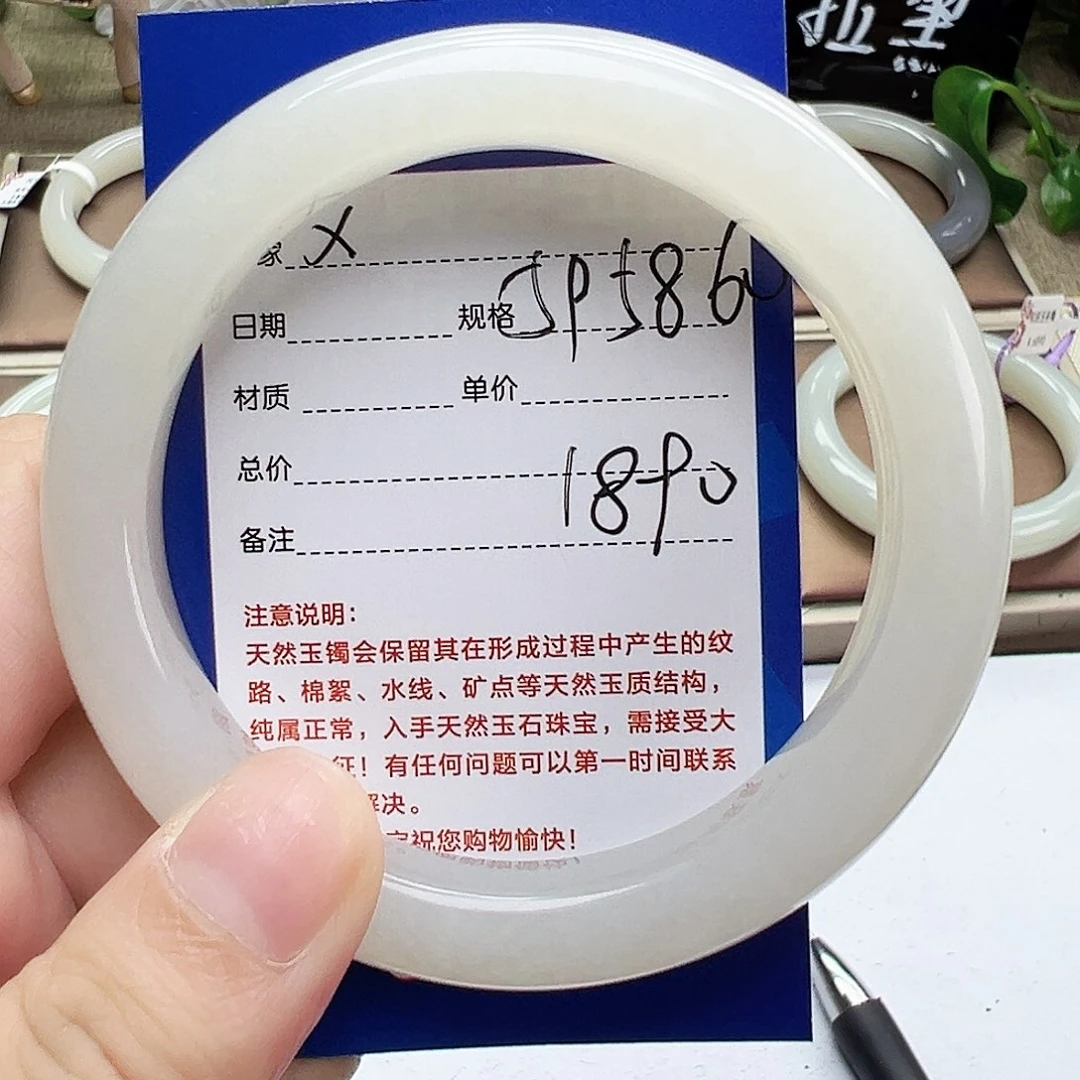 家 X
日期 规格 5P5860
材质 单价
总价 1890
备注
注意说明：
天然玉镯会保留其在形成过程中产生的纹
路、棉絮、水线、矿点等天然玉质结构，
纯属正常，入手天然玉石珠宝，需接受大
征！有任何问题可以第一时间联系
解决。
祝您购物愉快！